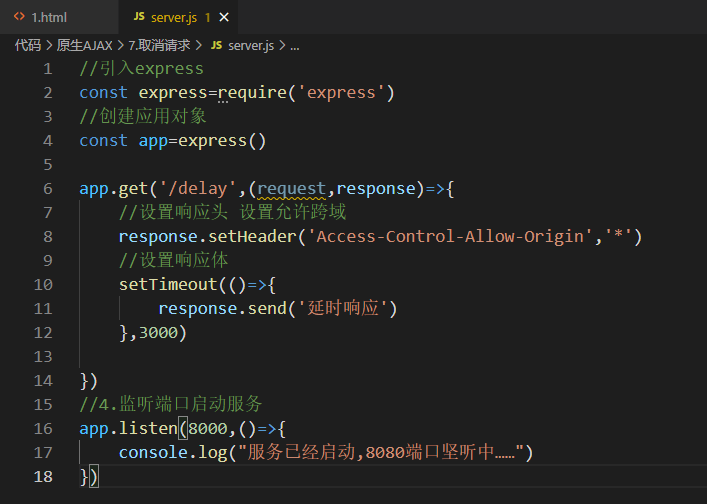 1.html JS server.js 1 ×
代码 > 原生AJAX > 7.取消请求 > JS server.js > ...
1 //引入express
2 const express=require('express')
3 //创建应用对象
4 const app=express()
5
6 app.get('/delay',(request,response)=>{
7 //设置响应头 设置允许跨域
8 response.setHeader('Access-Control-Allow-Origin','*')
9 //设置响应体
10 setTimeout(()=>{
11 response.send('延时响应')
12 },3000)
13
14 })
15 //4.监听端口启动服务
16 app.listen(8000,()=>{
17 console.log("服务已经启动,8080端口坚听中……")
18 })